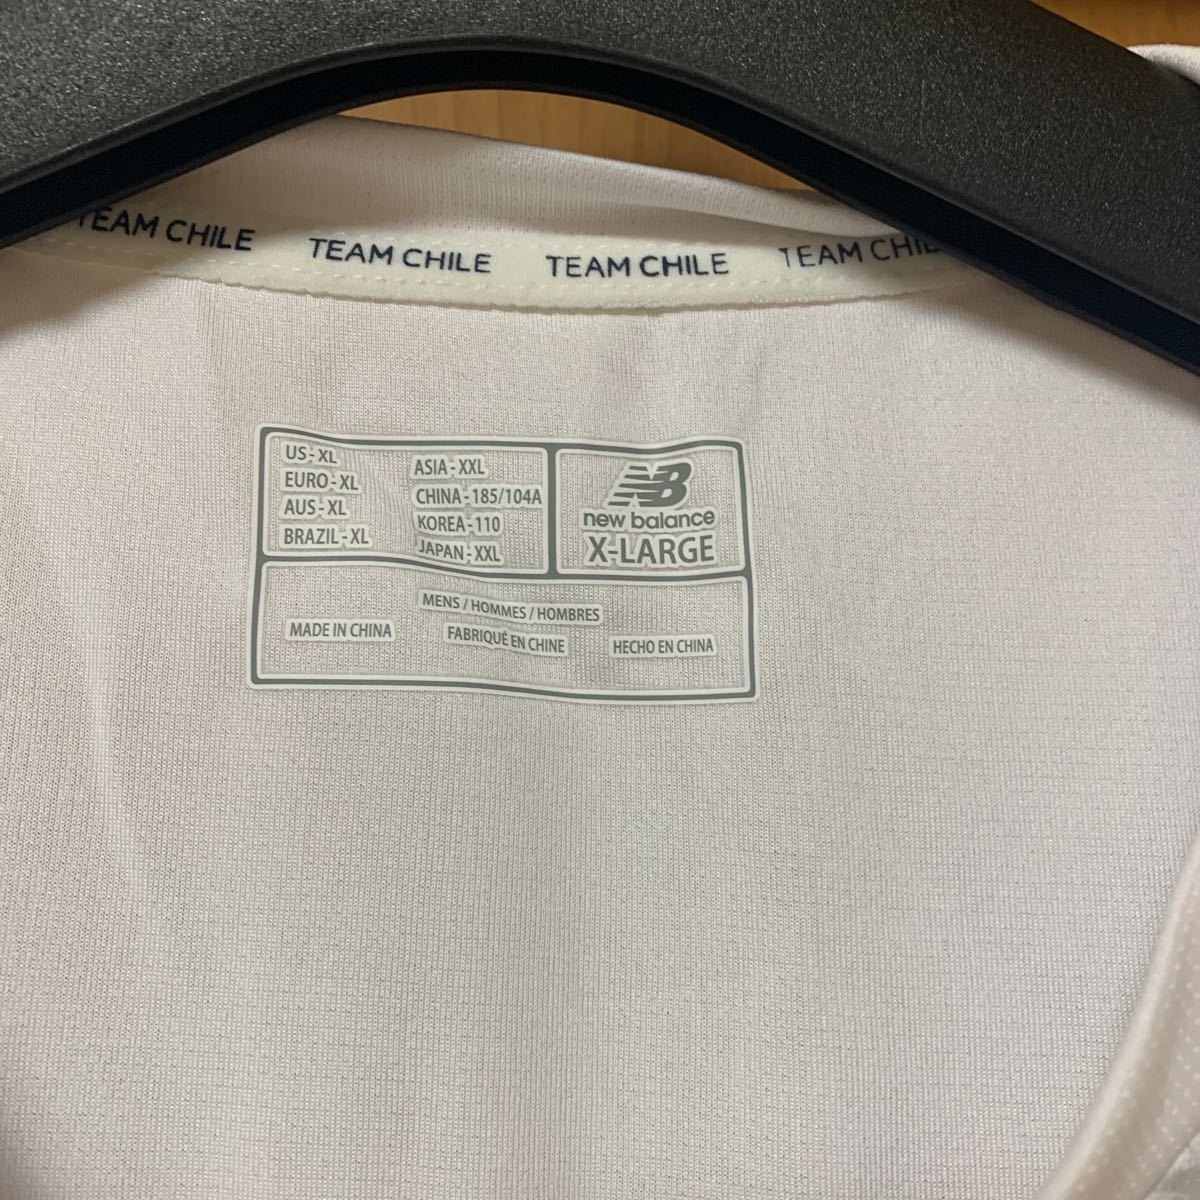 TEAM CHILE TEAM CHILE TEAM CHILE TEAM
US-XL
EURO-XL
AUS-XL
BRAZIL-XL
ASIA-XXL
CHINA-185/104A
KOREA-110
JAPAN-XXL
NB
new balance
X-LARGE
MENS / HOMMES / HOMBRES
MADE IN CHINA
FABRIQUÉ EN CHINE
HECHO EN CHINA